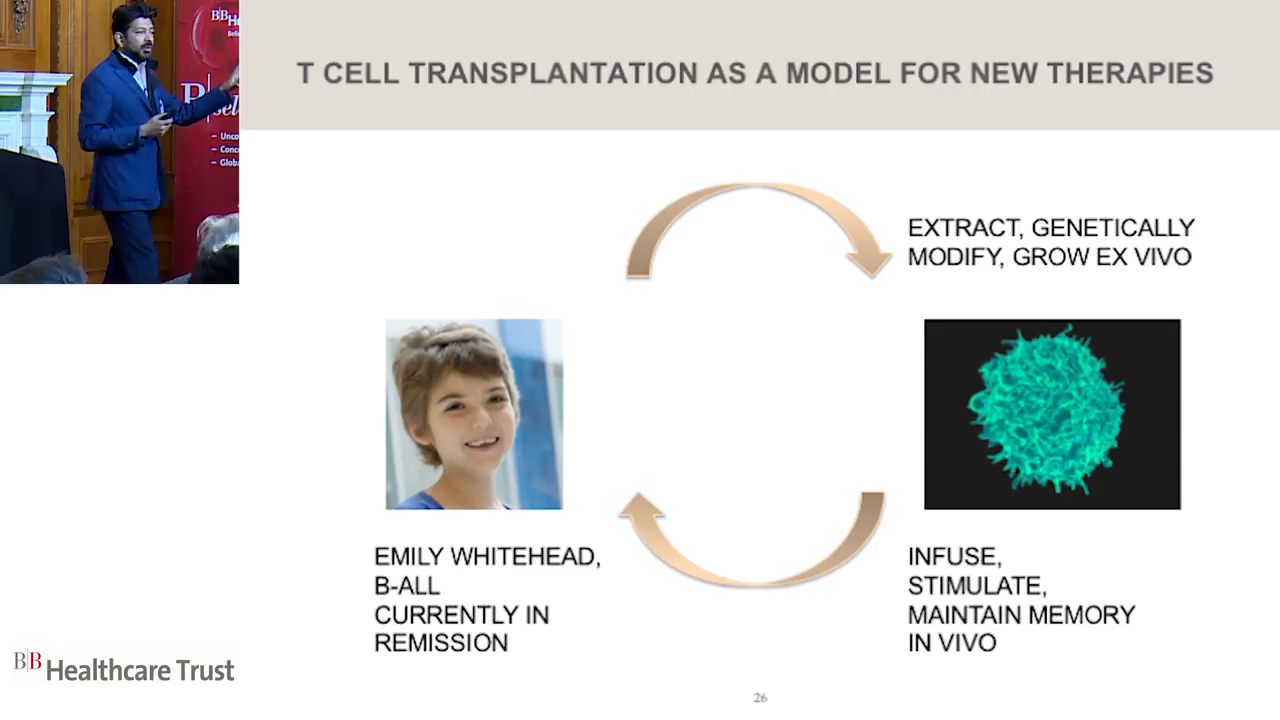 T CELL TRANSPLANTATION AS A MODEL FOR NEW THERAPIES
EXTRACT, GENETICALLY
MODIFY, GROW EX VIVO
EMILY WHITEHEAD,
B-ALL
CURRENTLY IN
REMISSION
INFUSE,
STIMULATE,
MAINTAIN MEMORY
IN VIVO
B|B Healthcare Trust
26